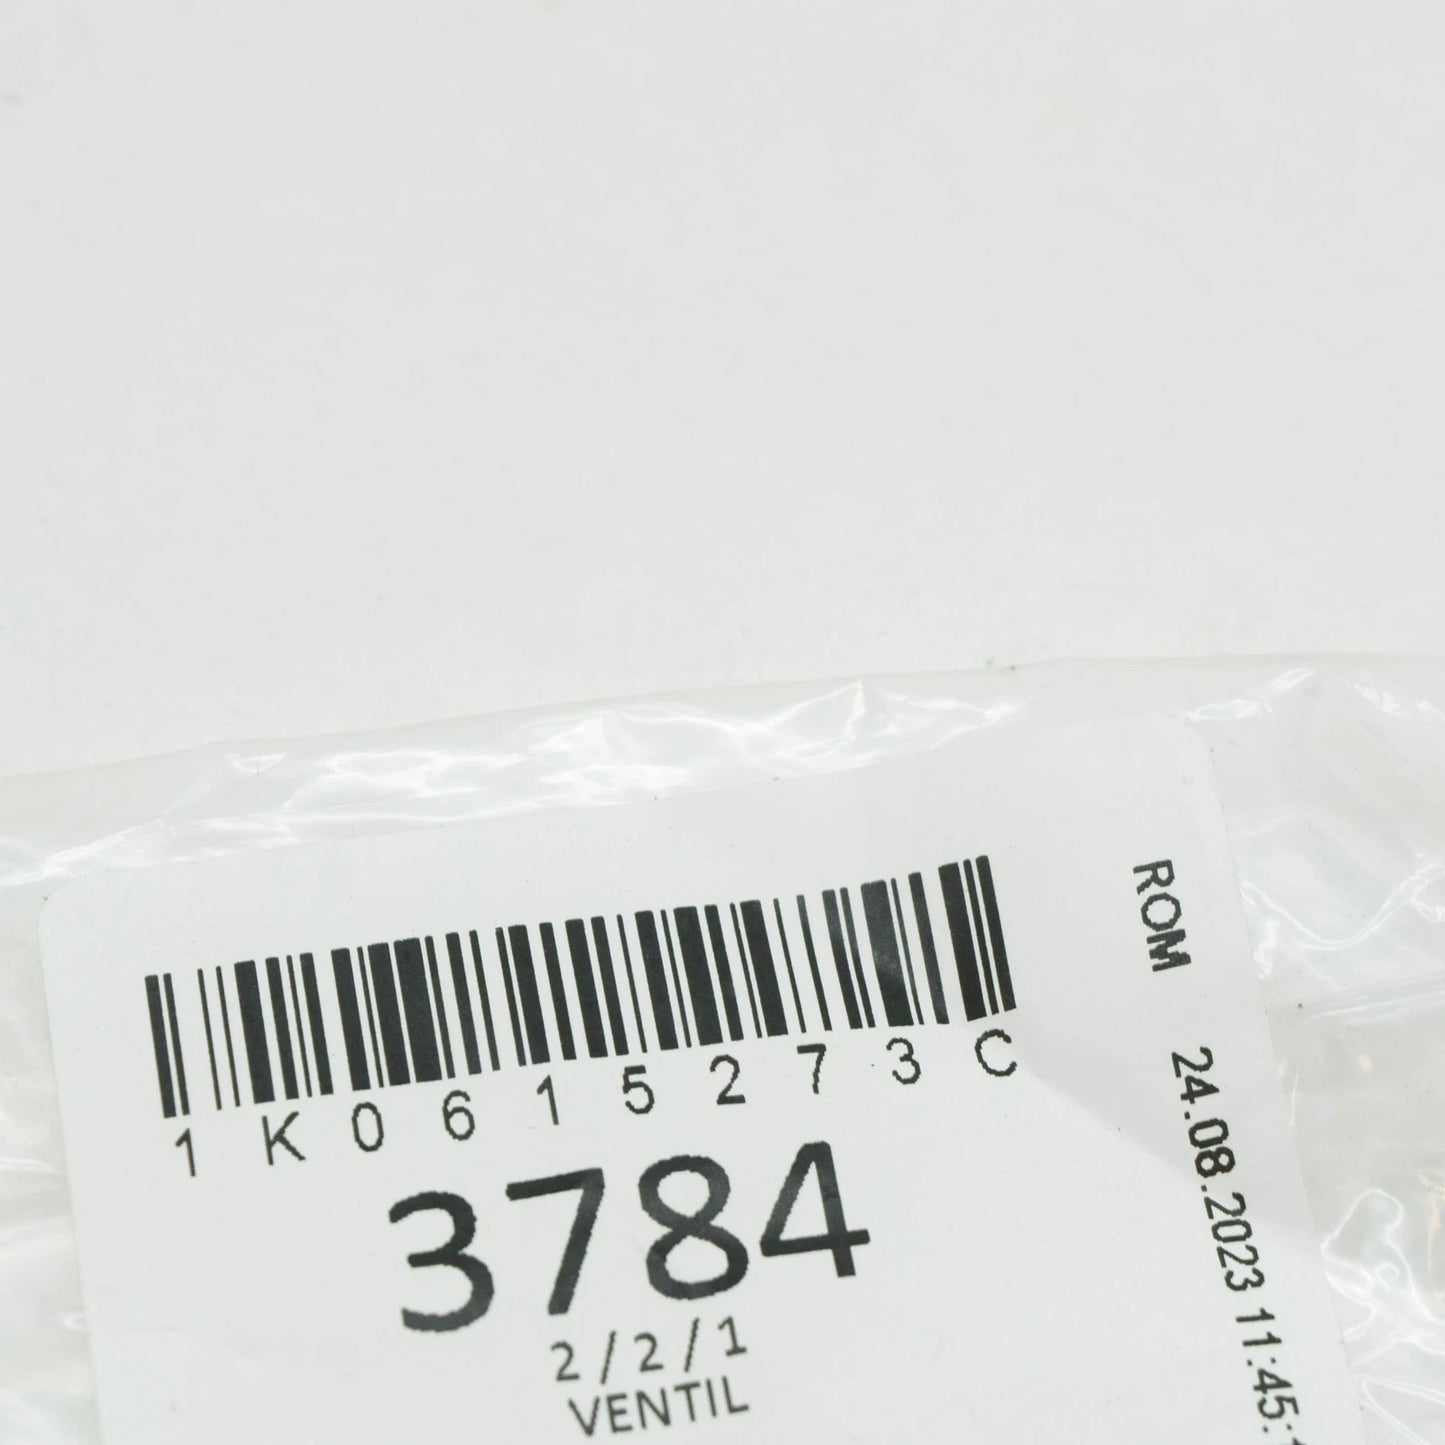 1K0615273C
3784
2/2/1
VENTIL
ROM 24.08.2023 11:45: